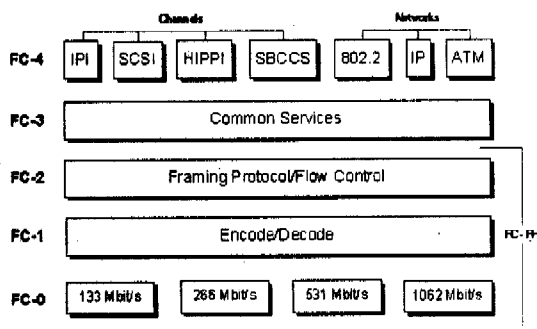 Channels Networks
FC-4 IPI SCSI HIPPI SBCCS 802.2 IP ATM
FC-3 Common Services
FC-2 Framing Protocol/Flow Control
FC-1 Encode/Decode
FC-0 133 Mbit/s 266 Mbit/s 531 Mbit/s 1062 Mbit/s